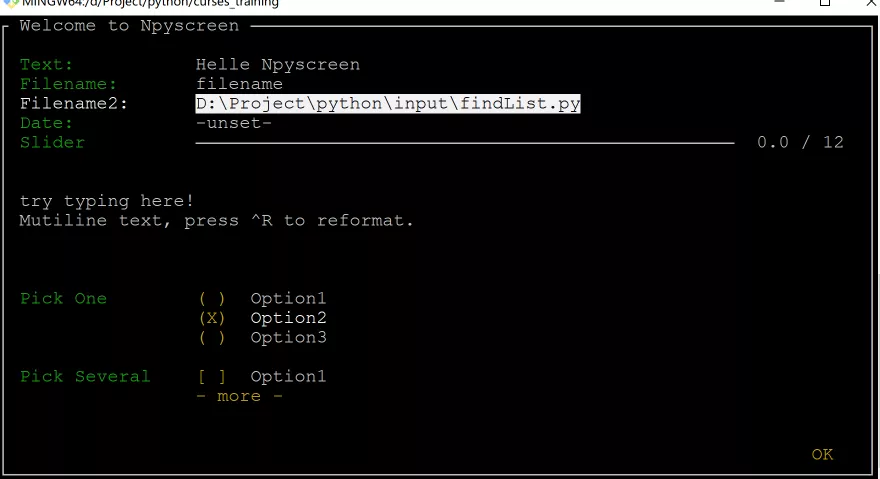 MINGW64:/d/Project/python/curses_training
Welcome to Npyscreen
Text: Helle Npyscreen
Filename: filename
Filename2: D:\Project\python\input\findList.py
Date: -unset-
Slider 0.0 / 12
try typing here!
Mutiline text, press ^R to reformat.
Pick One ( ) Option1
(X) Option2
( ) Option3
Pick Several [ ] Option1
- more -
OK